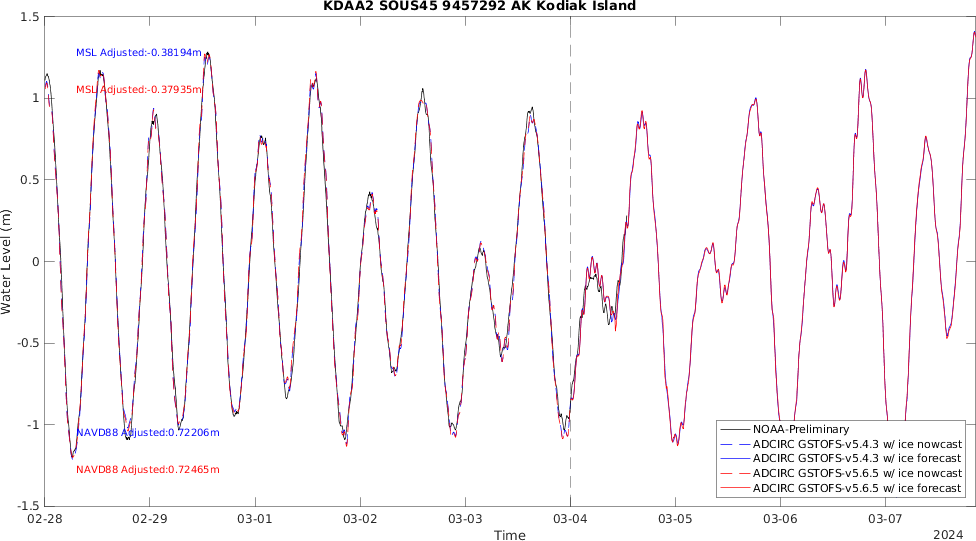 KDAA2 SOUS45 9457292 AK Kodiak Island
1.5
1
0.5
0
-0.5
-1
-1.5
Water Level (m)
MSL Adjusted:-0.38194m
MSL Adjusted:-0.37935m
NAVD88 Adjusted:0.72206m
NAVD88 Adjusted:0.72465m
NOAA-Preliminary
ADCIRC GSTOFS-v5.4.3 w/ ice nowcast
ADCIRC GSTOFS-v5.4.3 w/ ice forecast
ADCIRC GSTOFS-v5.6.5 w/ ice nowcast
ADCIRC GSTOFS-v5.6.5 w/ ice forecast
02-28 02-29 03-01 03-02 03-03 03-04 03-05 03-06 03-07
Time
2024